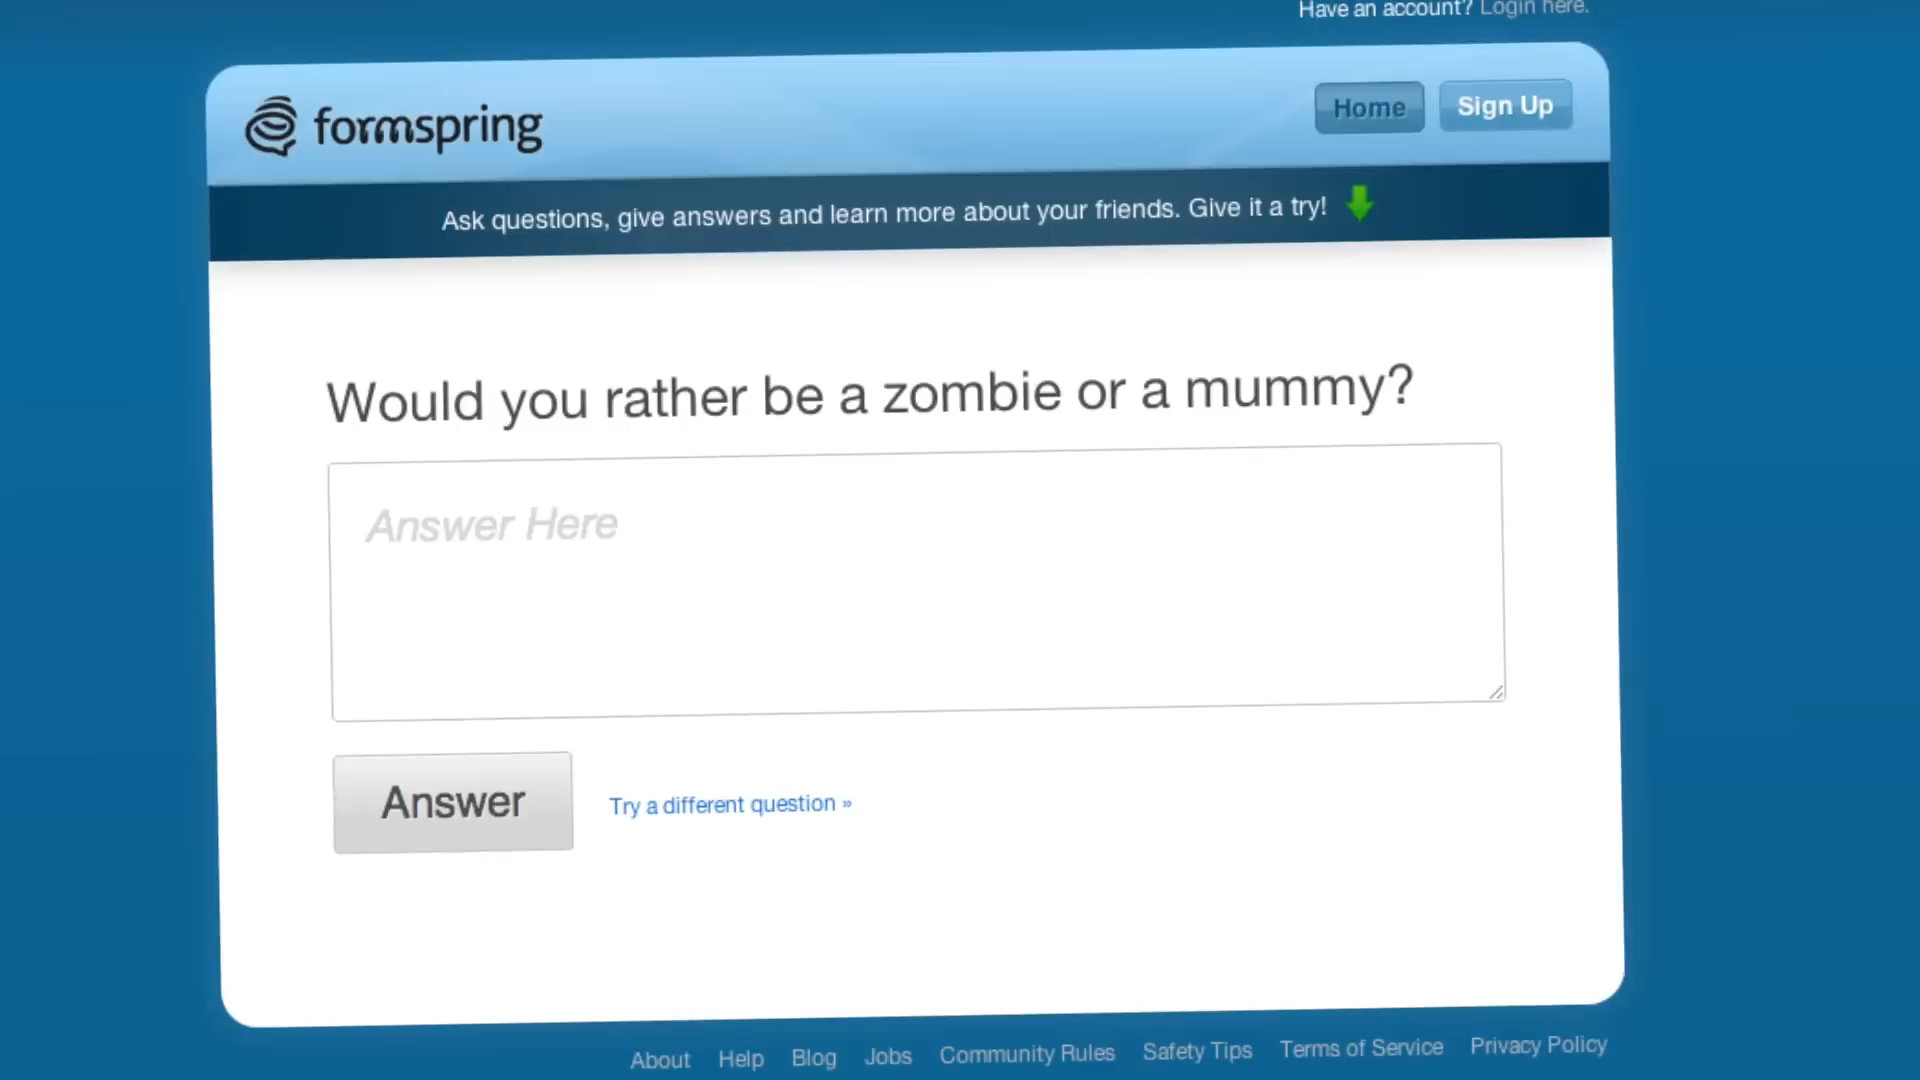 Have an account? Login here.
formspring
Home
Sign Up
Ask questions, give answers and learn more about your friends. Give it a try!
Would you rather be a zombie or a mummy?
Answer Here
Answer
Try a different question »
About Help Blog Jobs Community Rules Safety Tips Terms of Service Privacy Policy